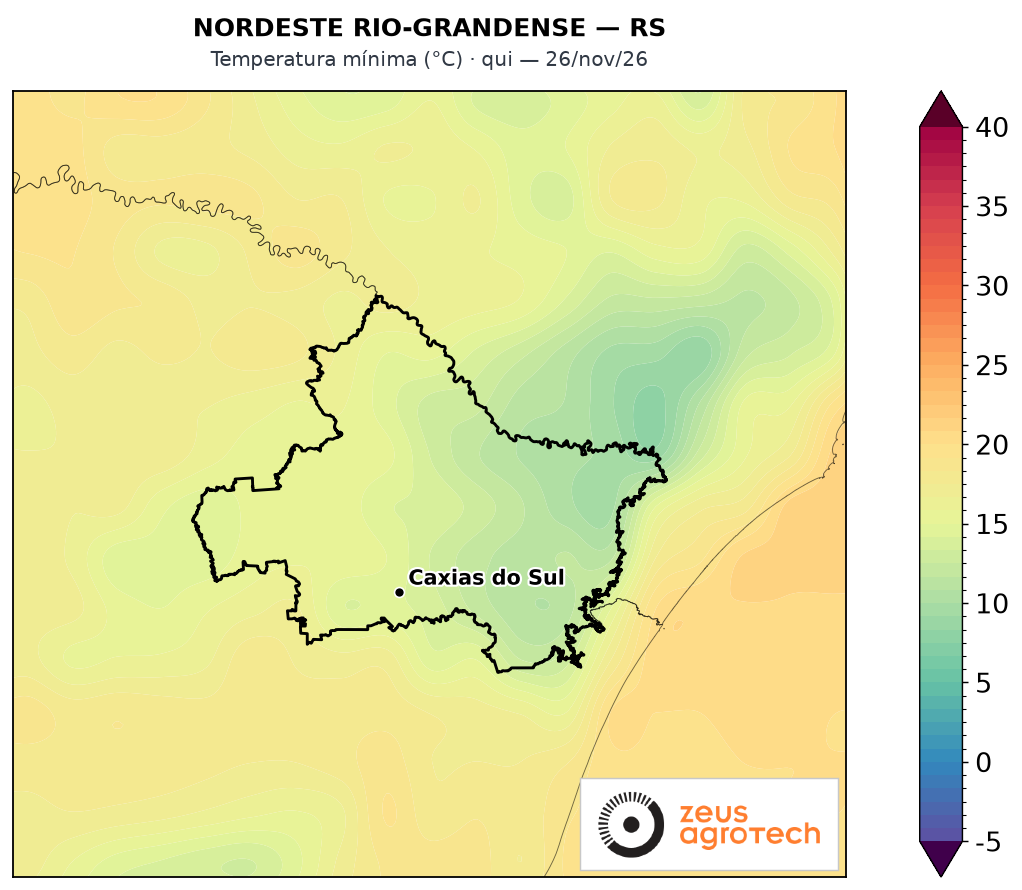 NORDESTE RIO-GRANDENSE — RS
Temperatura mínima (°C) · qui — 26/nov/26
40
35
30
25
20
15
10
5
0
-5
Caxias do Sul
zeus
agrotech